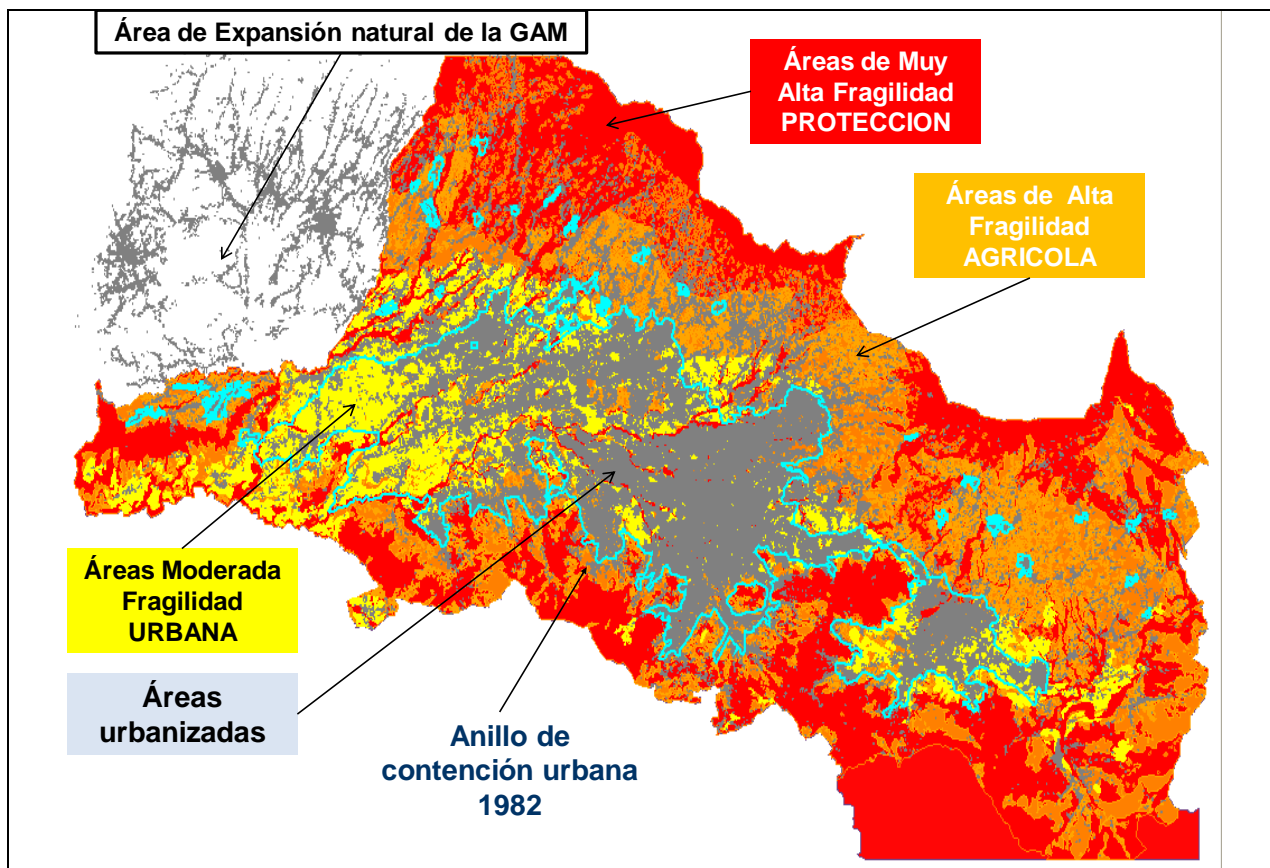 Área de Expansión natural de la GAM
Áreas de Muy
Alta Fragilidad
PROTECCION
Áreas de Alta
Fragilidad
AGRICOLA
Áreas Moderada
Fragilidad
URBANA
Áreas
urbanizadas
Anillo de
contención urbana
1982